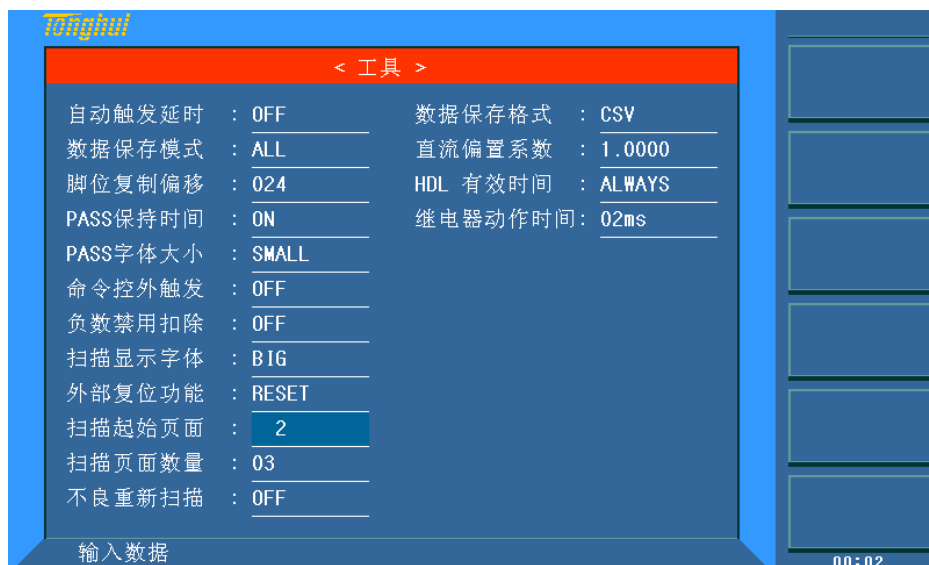 Tonghui
< 工具 >
自动触发延时 : OFF 数据保存格式 : CSV
数据保存模式 : ALL 直流偏置系数 : 1.0000
脚位复制偏移 : 024 HDL 有效时间 : ALWAYS
PASS保持时间 : ON 继电器动作时间: 02ms
PASS字体大小 : SMALL
命令控外触发 : OFF
负数禁用扣除 : OFF
扫描显示字体 : BIG
外部复位功能 : RESET
扫描起始页面 : 2
扫描页面数量 : 03
不良重新扫描 : OFF
输入数据
00:02